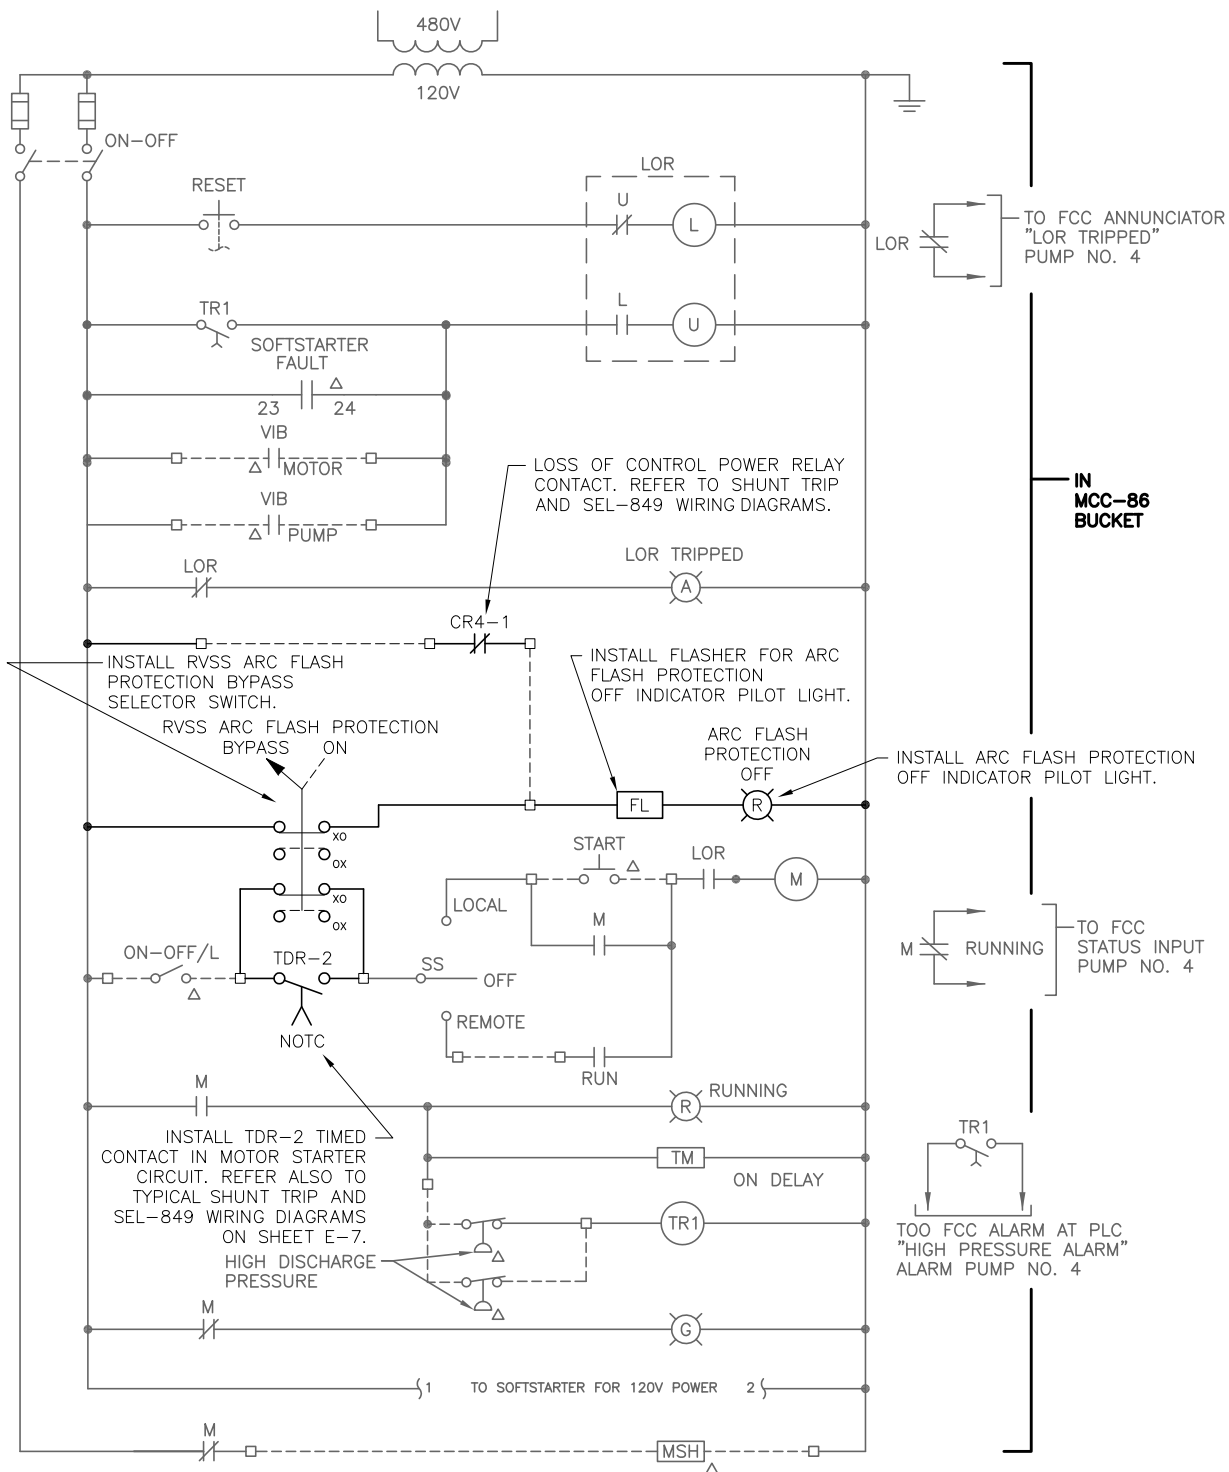 480V
120V
ON-OFF
RESET
LOR
U
L
LOR
TO FCC ANNUNCIATOR
"LOR TRIPPED"
PUMP NO. 4
TR1
L
U
SOFTSTARTER
FAULT
23
24
VIB
MOTOR
VIB
PUMP
LOSS OF CONTROL POWER RELAY
CONTACT. REFER TO SHUNT TRIP
AND SEL-849 WIRING DIAGRAMS.
IN
MCC-86
BUCKET
LOR
LOR TRIPPED
A
CR4-1
INSTALL RVSS ARC FLASH
PROTECTION BYPASS
SELECTOR SWITCH.
INSTALL FLASHER FOR ARC
FLASH PROTECTION
OFF INDICATOR PILOT LIGHT.
RVSS ARC FLASH PROTECTION
BYPASS
ON
ARC FLASH
PROTECTION
OFF
INSTALL ARC FLASH PROTECTION
OFF INDICATOR PILOT LIGHT.
FL
R
XO
OX
XO
OX
START
LOR
M
LOCAL
M
M
RUNNING
TO FCC
STATUS INPUT
PUMP NO. 4
ON-OFF/L
TDR-2
SS
OFF
NOTC
REMOTE
RUN
M
R
RUNNING
INSTALL TDR-2 TIMED
CONTACT IN MOTOR STARTER
CIRCUIT. REFER ALSO TO
TYPICAL SHUNT TRIP AND
SEL-849 WIRING DIAGRAMS
ON SHEET E-7.
TM
ON DELAY
TR1
TR1
TOO FCC ALARM AT PLC
"HIGH PRESSURE ALARM"
ALARM PUMP NO. 4
HIGH DISCHARGE
PRESSURE
M
G
1
TO SOFTSTARTER FOR 120V POWER
2
M
MSH